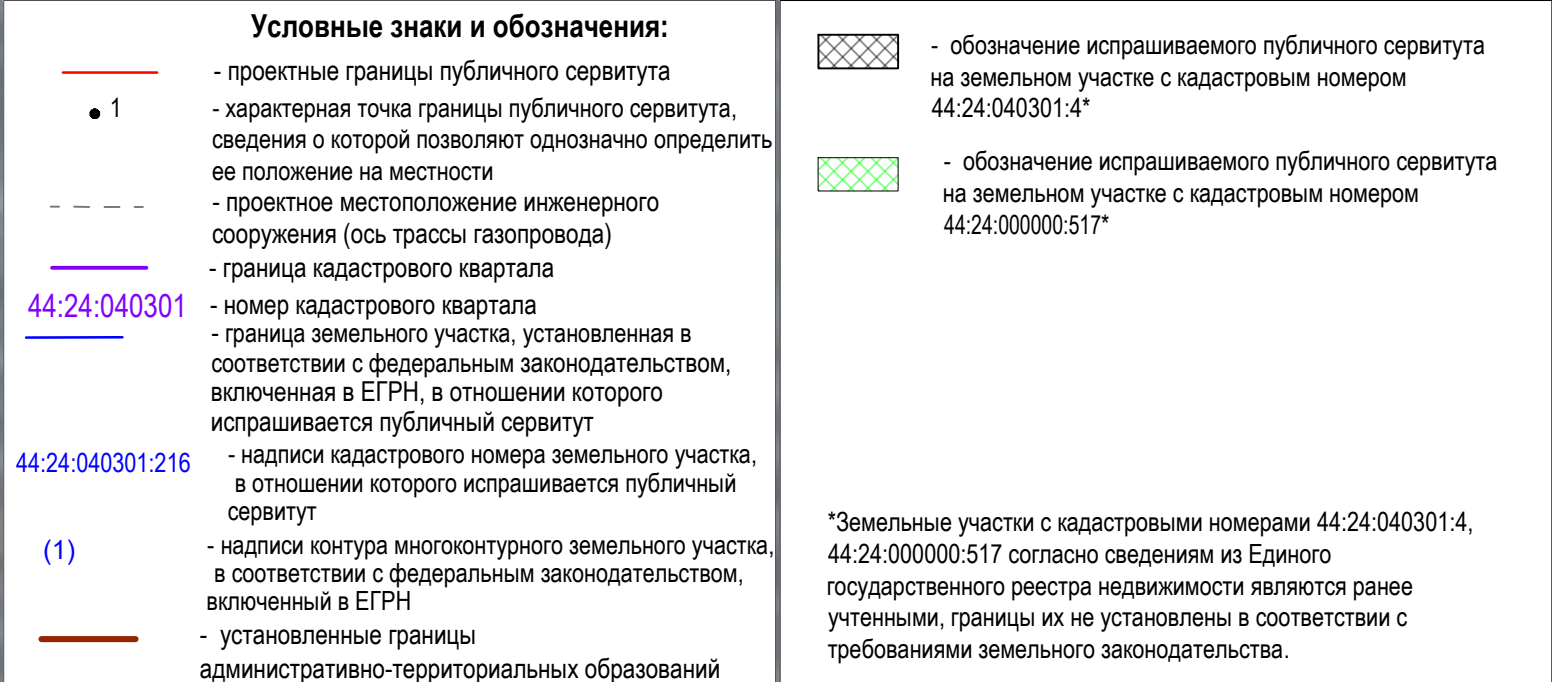 Условные знаки и обозначения:
- проектные границы публичного сервитута
1 - характерная точка границы публичного сервитута,
сведения о которой позволяют однозначно определить
ее положение на местности
- проектное местоположение инженерного
сооружения (ось трассы газопровода)
- граница кадастрового квартала
44:24:040301 - номер кадастрового квартала
- граница земельного участка, установленная в
соответствии с федеральным законодательством,
включенная в ЕГРН, в отношении которого
испрашивается публичный сервитут
44:24:040301:216 - надписи кадастрового номера земельного участка,
в отношении которого испрашивается публичный
сервитут
(1) - надписи контура многоконтурного земельного участка,
в соответствии с федеральным законодательством,
включенный в ЕГРН
- установленные границы
административно-территориальных образований
- обозначение испрашиваемого публичного сервитута
на земельном участке с кадастровым номером
44:24:040301:4*
- обозначение испрашиваемого публичного сервитута
на земельном участке с кадастровым номером
44:24:000000:517*
*Земельные участки с кадастровыми номерами 44:24:040301:4,
44:24:000000:517 согласно сведениям из Единого
государственного реестра недвижимости являются ранее
учтенными, границы их не установлены в соответствии с
требованиями земельного законодательства.